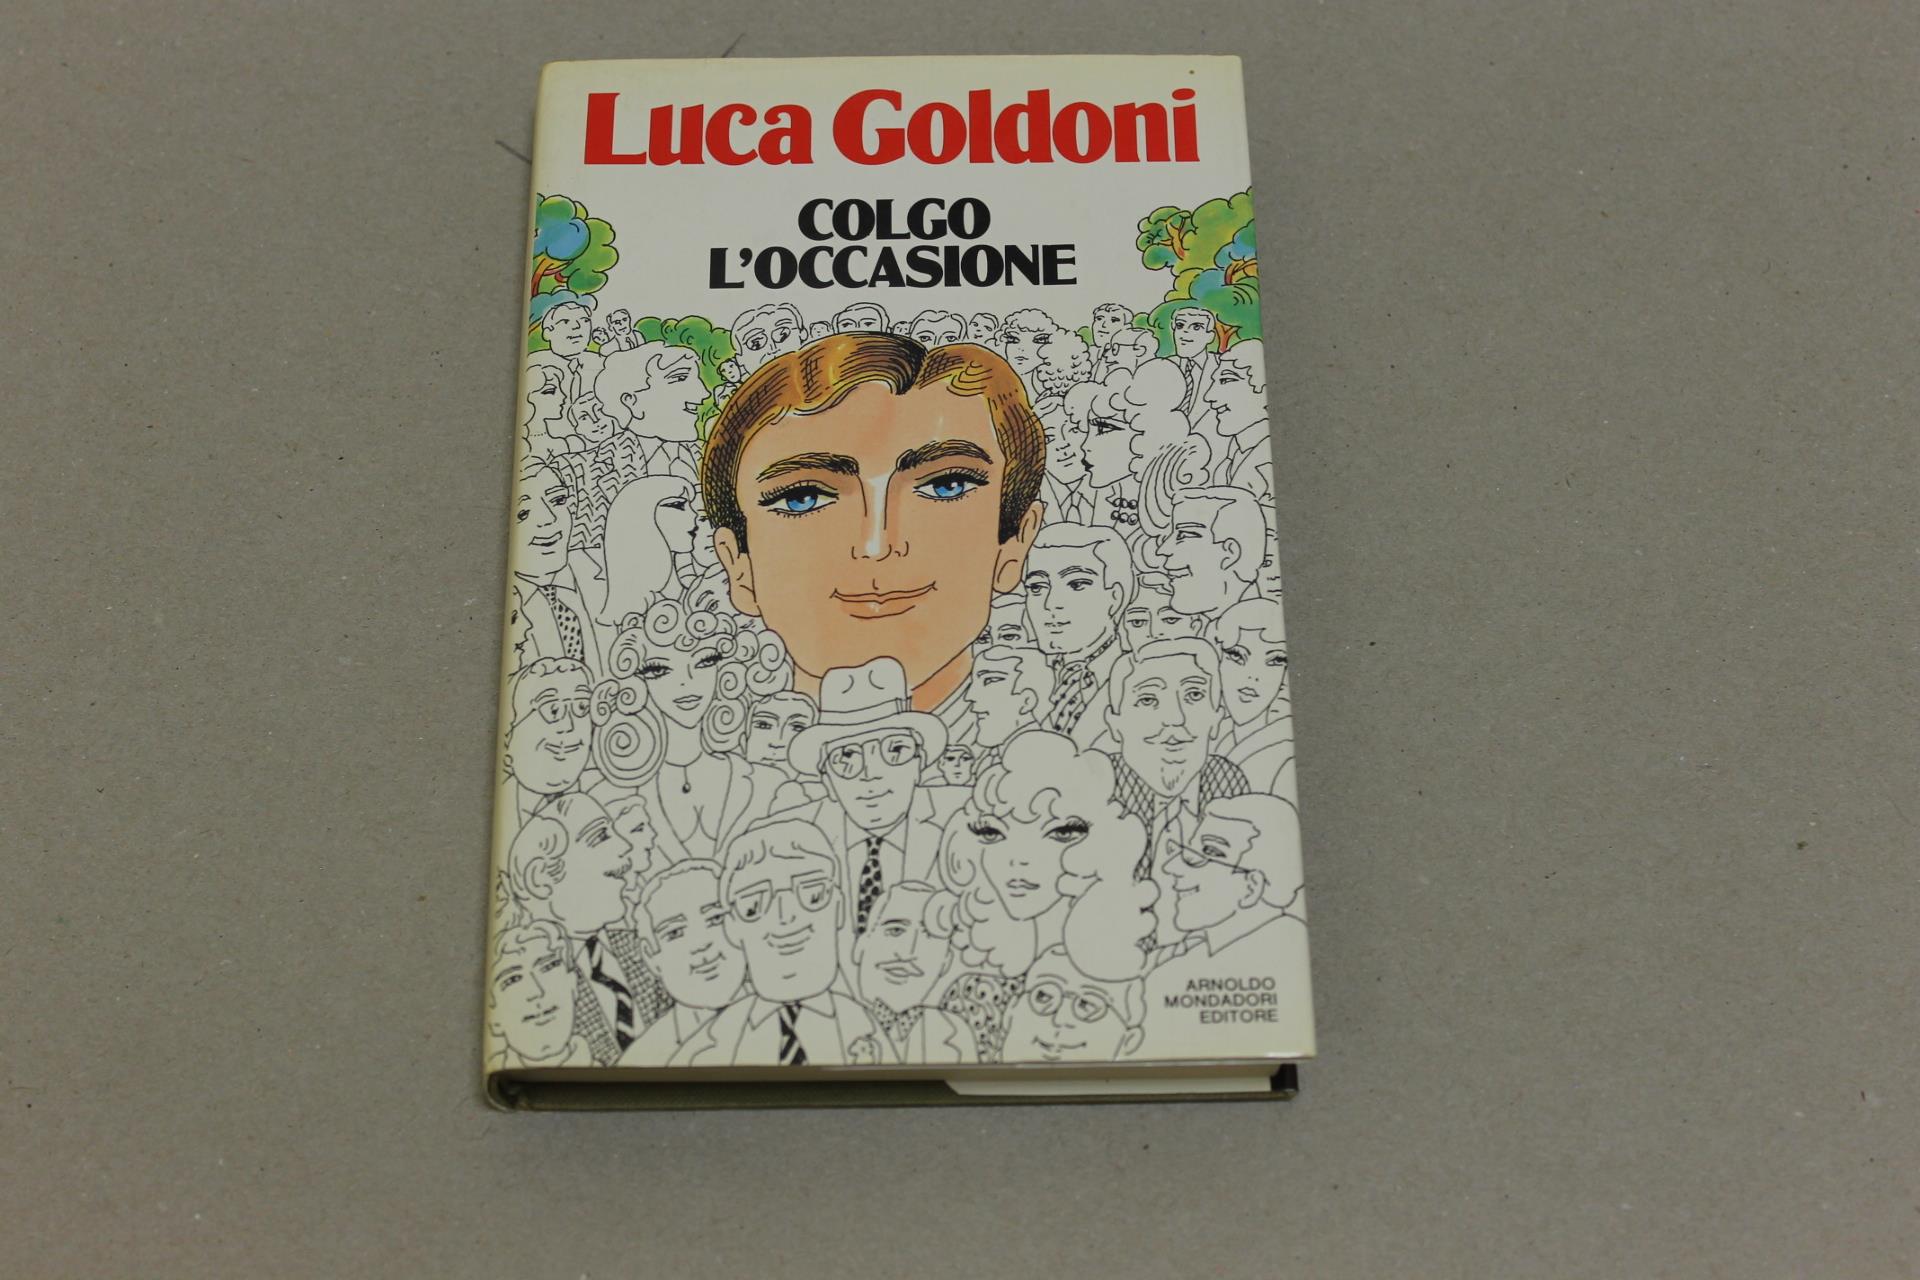 Luca Goldoni
COLGO
L'OCCASIONE
ARNOLDO
MONDADORI
EDITORE